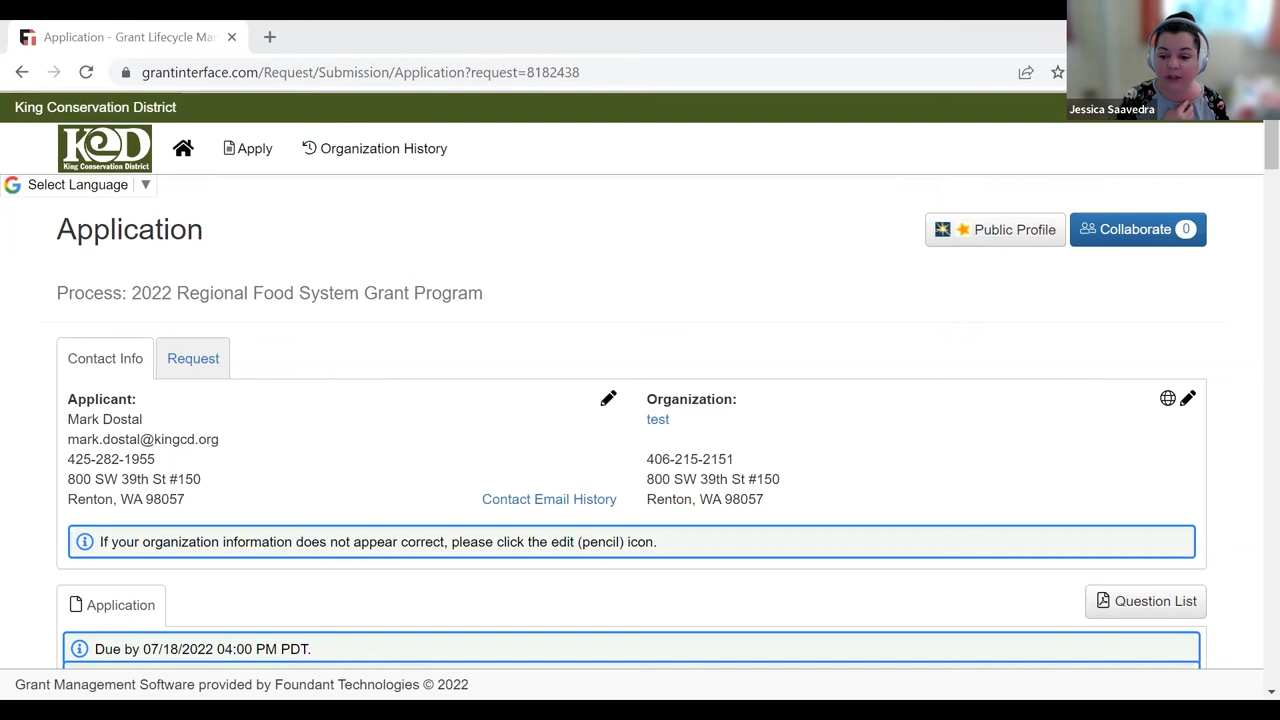 Application - Grant Lifecycle Mar
grantinterface.com/Request/Submission/Application?request=8182438
Jessica Saavedra
King Conservation District
KCD
King Conservation District
Apply
Organization History
Select Language
Application
Public Profile
Collaborate 0
Process: 2022 Regional Food System Grant Program
Contact Info
Request
Applicant:
Mark Dostal
mark.dostal@kingcd.org
425-282-1955
800 SW 39th St #150
Renton, WA 98057
Contact Email History
Organization:
test
406-215-2151
800 SW 39th St #150
Renton, WA 98057
If your organization information does not appear correct, please click the edit (pencil) icon.
Application
Question List
Due by 07/18/2022 04:00 PM PDT.
Grant Management Software provided by Foundant Technologies © 2022